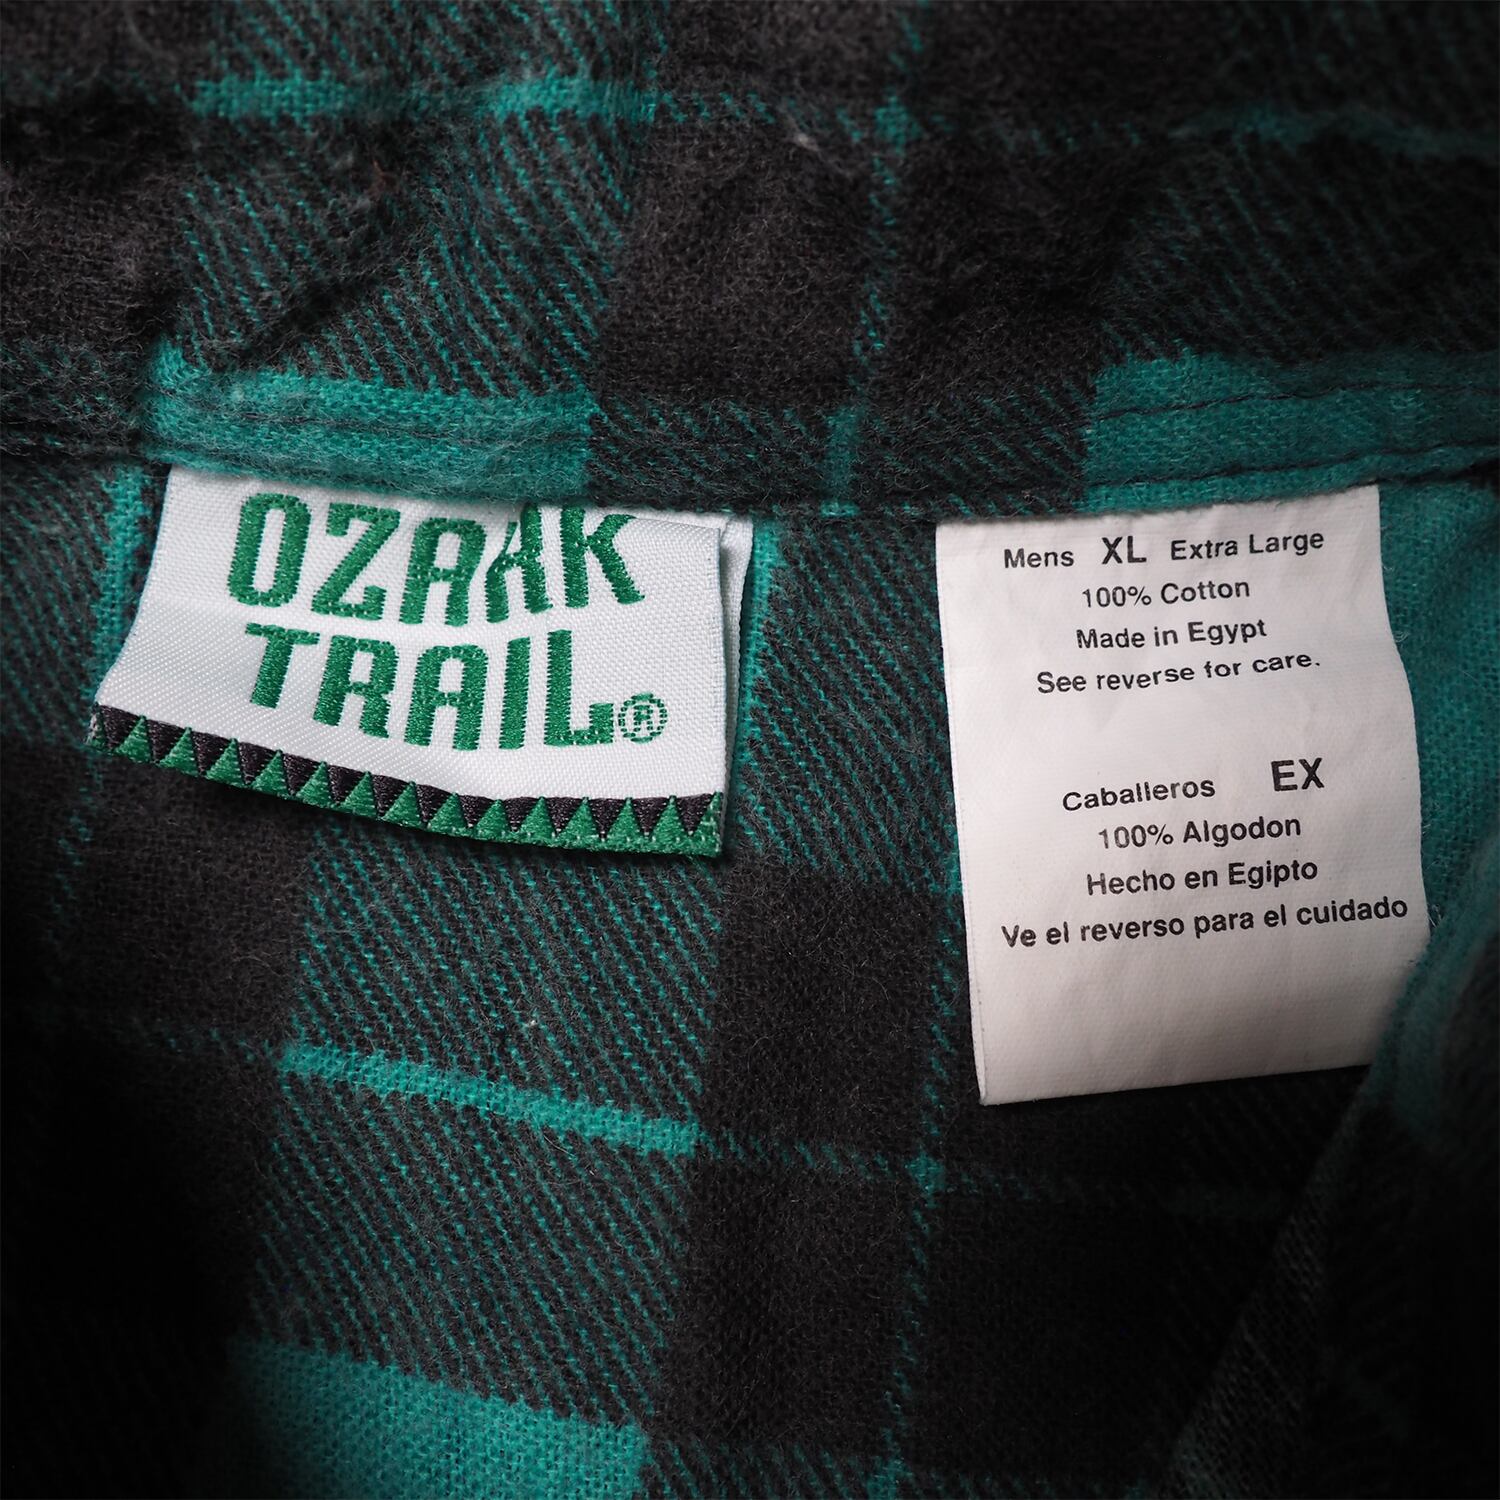 OZARK
TRAIL®
Mens XL Extra Large
100% Cotton
Made in Egypt
See reverse for care.
Caballeros EX
100% Algodon
Hecho en Egipto
Ve el reverso para el cuidado